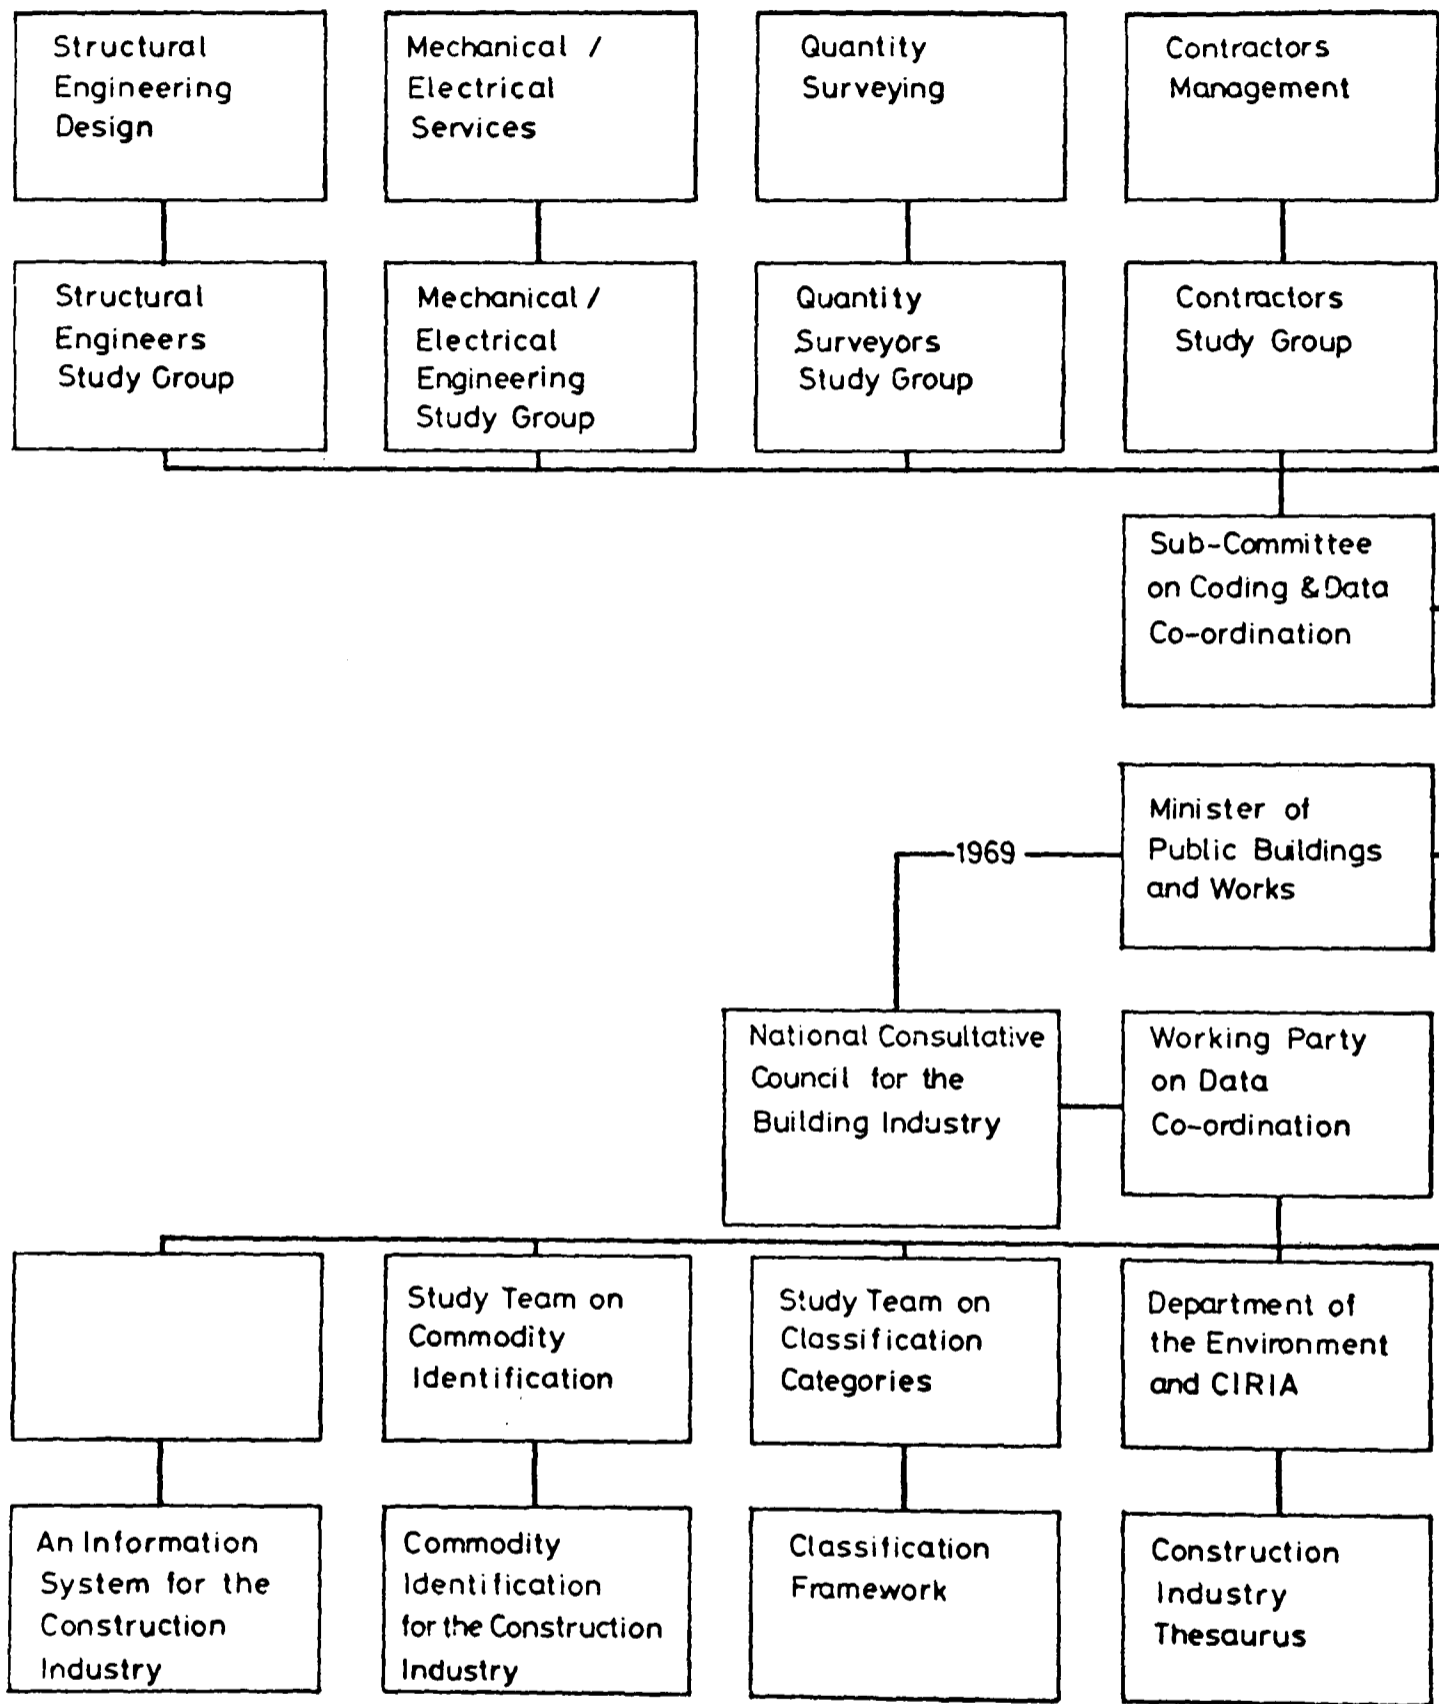 Structural
Engineering
Design
Mechanical /
Electrical
Services
Quantity
Surveying
Contractors
Management
Structural
Engineers
Study Group
Mechanical /
Electrical
Engineering
Study Group
Quantity
Surveyors
Study Group
Contractors
Study Group
Sub-Committee
on Coding & Data
Co-ordination
Minister of
Public Buildings
and Works
1969
National Consultative
Council for the
Building Industry
Working Party
on Data
Co-ordination
Study Team on
Commodity
Identification
Study Team on
Classification
Categories
Department of
the Environment
and CIRIA
An Information
System for the
Construction
Industry
Commodity
Identification
for the Construction
Industry
Classification
Framework
Construction
Industry
Thesaurus